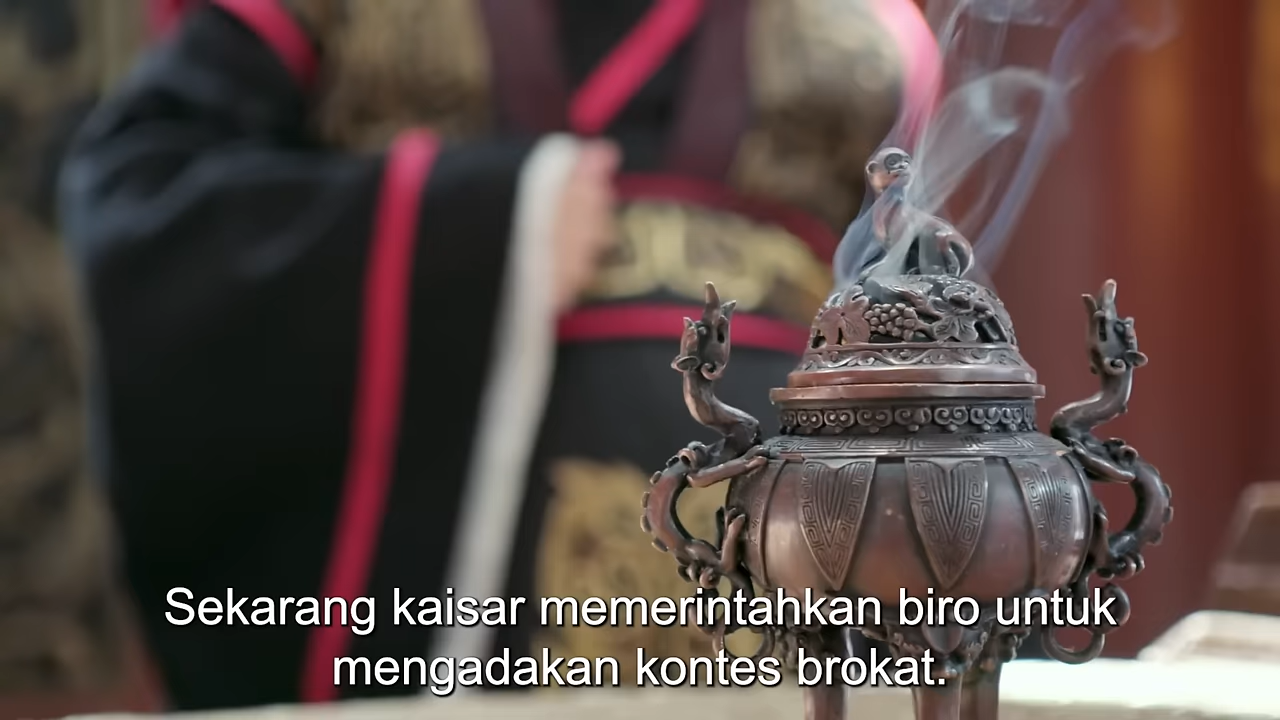 Sekarang kaisar memerintahkan biro untuk
mengadakan kontes brokat.